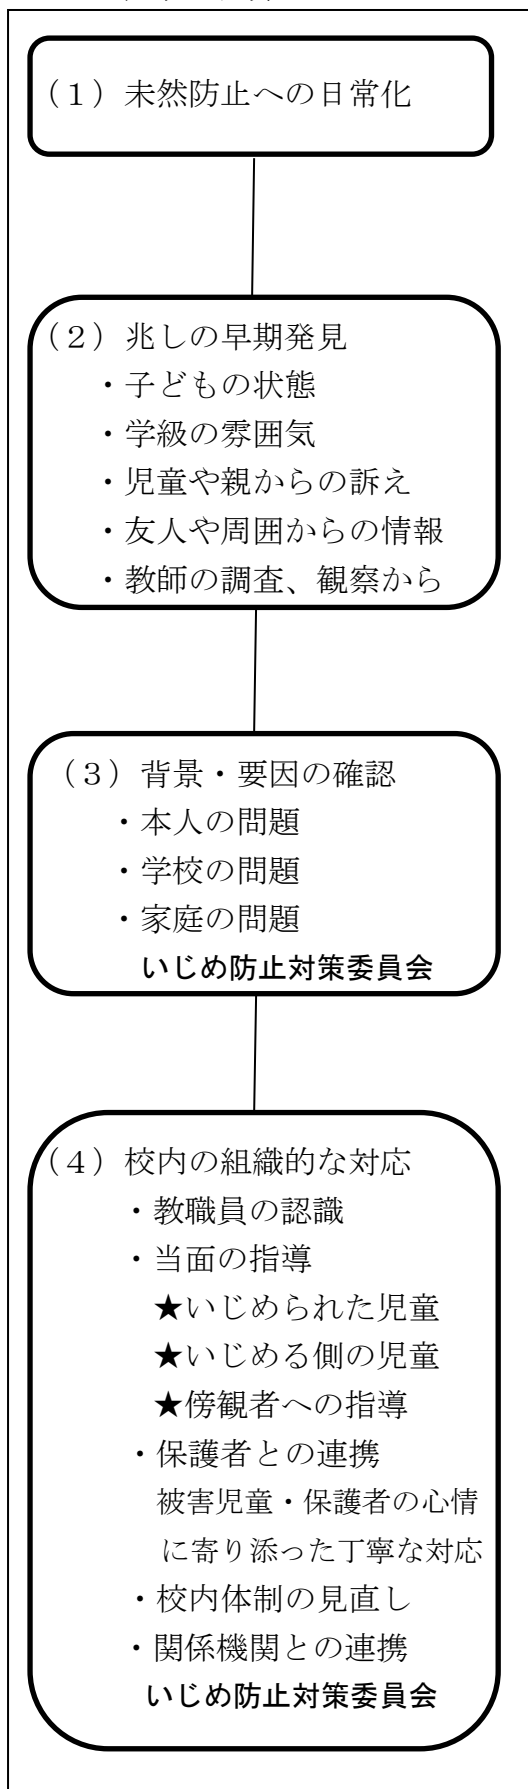 (1)未然防止への日常化
(2)兆しの早期発見
・子どもの状態
・学級の雰囲気
・児童や親からの訴え
・友人や周囲からの情報
・教師の調査、観察から
(3)背景・要因の確認
・本人の問題
・学校の問題
・家庭の問題
いじめ防止対策委員会
(4)校内の組織的な対応
・教職員の認識
・当面の指導
★いじめられた児童
★いじめる側の児童
★傍観者への指導
・保護者との連携
被害児童・保護者の心情
に寄り添った丁寧な対応
・校内体制の見直し
・関係機関との連携
いじめ防止対策委員会